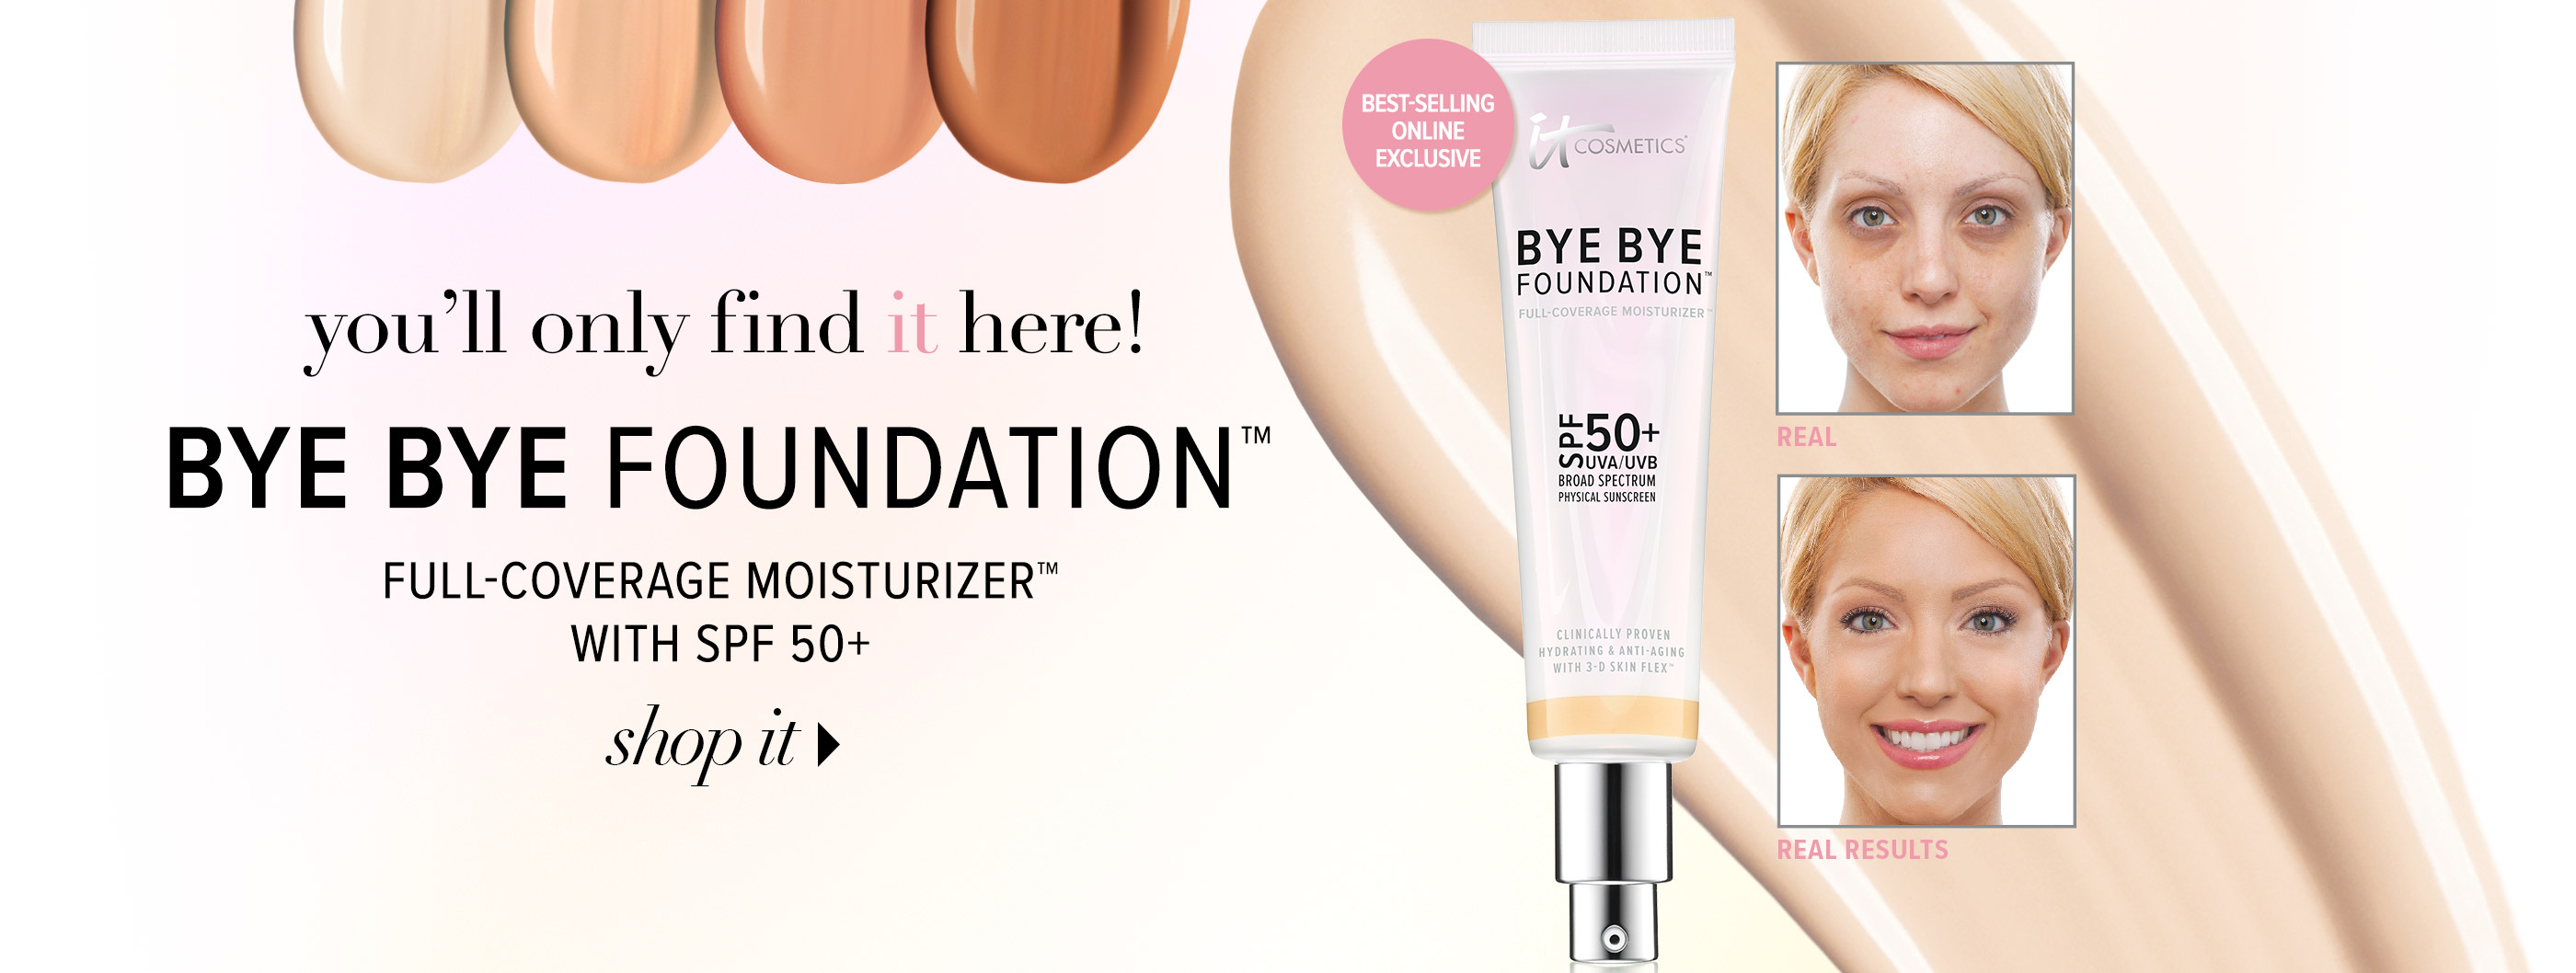 you'll only find it here!
BYE BYE FOUNDATION™
FULL-COVERAGE MOISTURIZER™
WITH SPF 50+
shop it
BEST-SELLING
ONLINE
EXCLUSIVE
it COSMETICS®
BYE BYE
FOUNDATION™
FULL-COVERAGE MOISTURIZER™
SPF 50+
UVA/UVB
BROAD SPECTRUM
PHYSICAL SUNSCREEN
CLINICALLY PROVEN
HYDRATING & ANTI-AGING
WITH 3-D SKIN FLEX™
REAL
REAL RESULTS